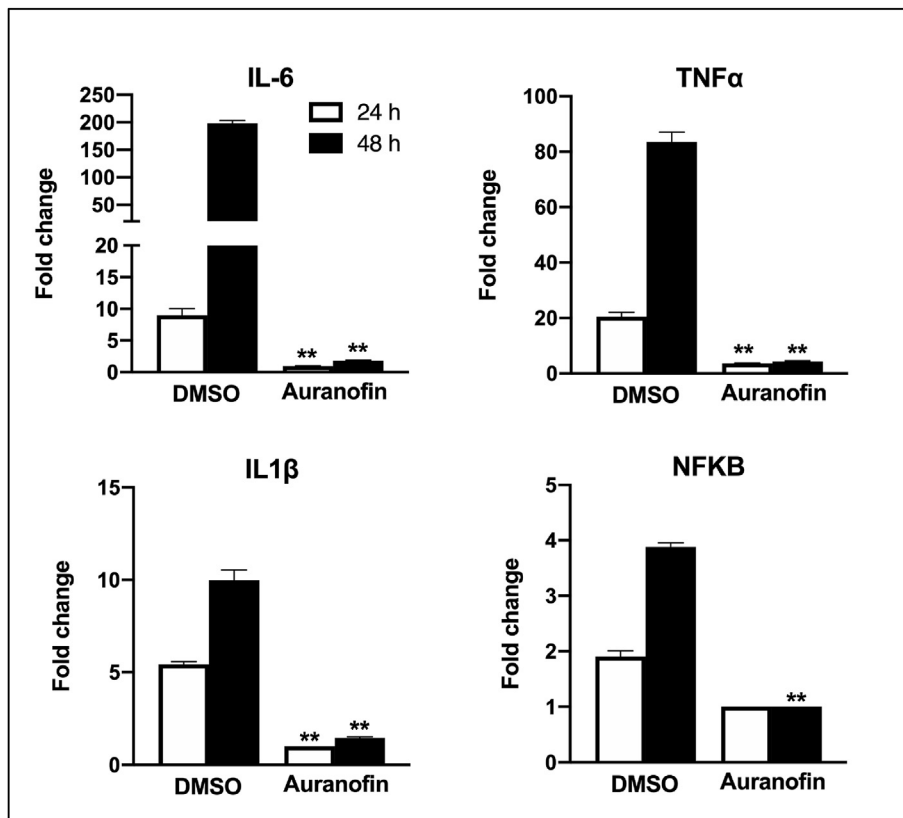 IL-6
Fold change
250
200
150
100
50
20
15
10
5
0
24 h
48 h
**
**
DMSO Auranofin
TNFα
Fold change
100
80
60
40
20
0
**
**
DMSO Auranofin
IL1β
Fold change
15
10
5
0
**
**
DMSO Auranofin
NFKB
Fold change
5
4
3
2
1
0
**
DMSO Auranofin